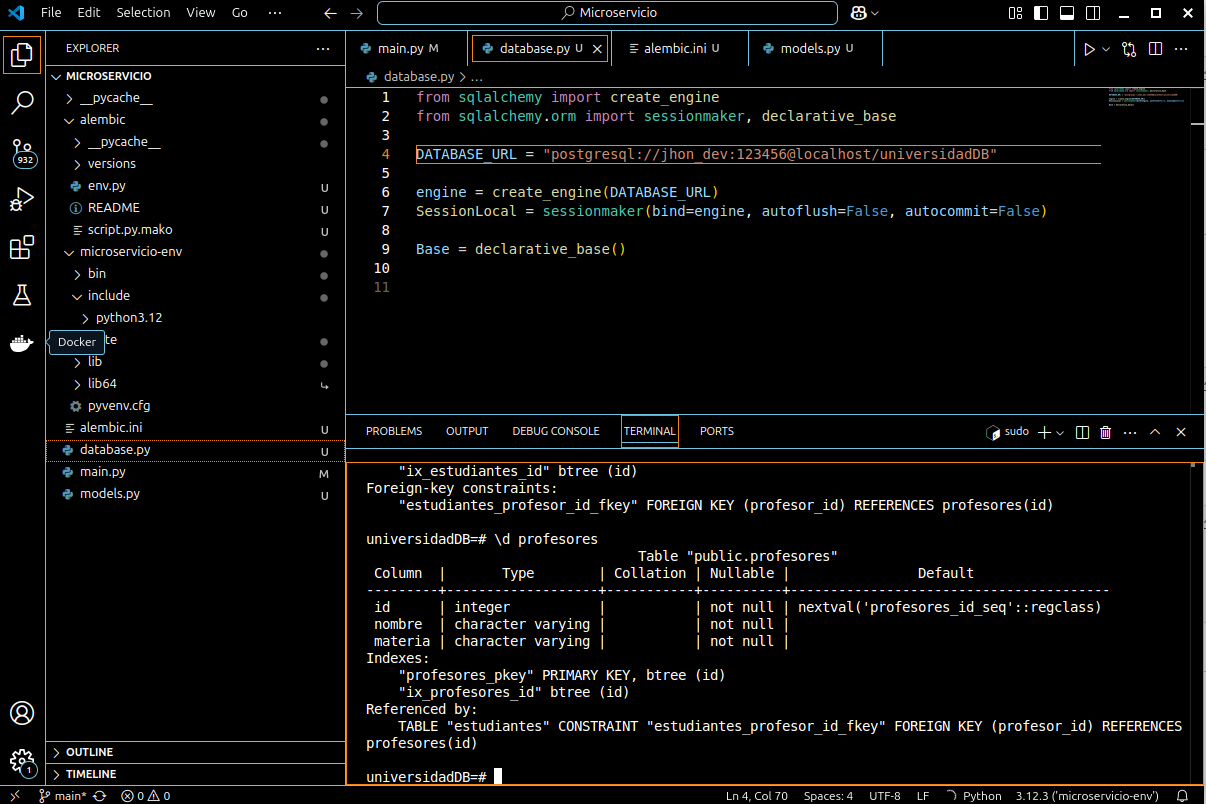 File Edit Selection View Go ··· Microservicio
EXPLORER
MICROSERVICIO
__pycache__
alembic
__pycache__
versions
env.py U
README U
script.py.mako U
microservicio-env
bin
include
python3.12
Docker
te
lib
lib64
pyvenv.cfg
alembic.ini U
database.py U
main.py M
models.py U
OUTLINE
TIMELINE
932
1
main.py M database.py U alembic.ini U models.py U
database.py > ...
1 from sqlalchemy import create_engine
2 from sqlalchemy.orm import sessionmaker, declarative_base
3
4 DATABASE_URL = "postgresql://jhon_dev:123456@localhost/universidadDB"
5
6 engine = create_engine(DATABASE_URL)
7 SessionLocal = sessionmaker(bind=engine, autoflush=False, autocommit=False)
8
9 Base = declarative_base()
10
11
PROBLEMS OUTPUT DEBUG CONSOLE TERMINAL PORTS sudo
"ix_estudiantes_id" btree (id)
Foreign-key constraints:
"estudiantes_profesor_id_fkey" FOREIGN KEY (profesor_id) REFERENCES profesores(id)
universidadDB=# \d profesores
Table "public.profesores"
Column | Type | Collation | Nullable | Default
---------+-------------------+-----------+----------+----------------------------------------
id | integer | | not null | nextval('profesores_id_seq'::regclass)
nombre | character varying | | not null |
materia | character varying | | not null |
Indexes:
"profesores_pkey" PRIMARY KEY, btree (id)
"ix_profesores_id" btree (id)
Referenced by:
TABLE "estudiantes" CONSTRAINT "estudiantes_profesor_id_fkey" FOREIGN KEY (profesor_id) REFERENCES
profesores(id)
universidadDB=#
main* 0 0 Ln 4, Col 70 Spaces: 4 UTF-8 LF Python 3.12.3 ('microservicio-env')